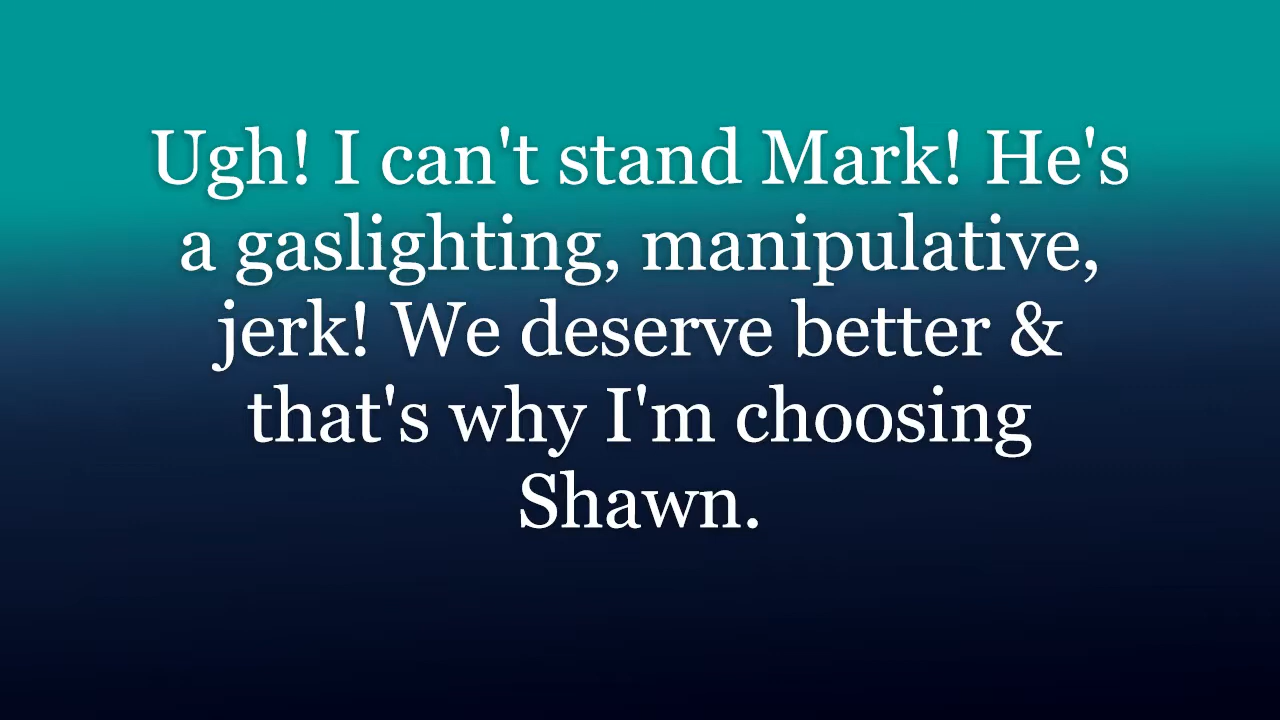 Ugh! I can't stand Mark! He's
a gaslighting, manipulative,
jerk! We deserve better &
that's why I'm choosing
Shawn.